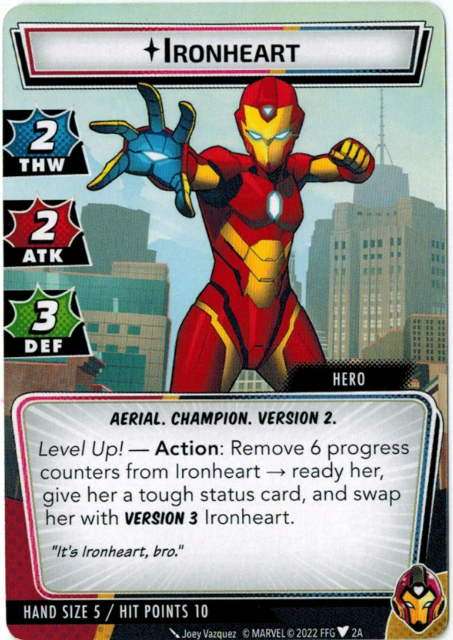 IRONHEART
2
THW
2
ATK
3
DEF
HERO
AERIAL. CHAMPION. VERSION 2.
Level Up! — Action: Remove 6 progress
counters from Ironheart → ready her,
give her a tough status card, and swap
her with VERSION 3 Ironheart.
"It's Ironheart, bro."
HAND SIZE 5 / HIT POINTS 10
Joey Vazquez © MARVEL © 2022 FFG 2A